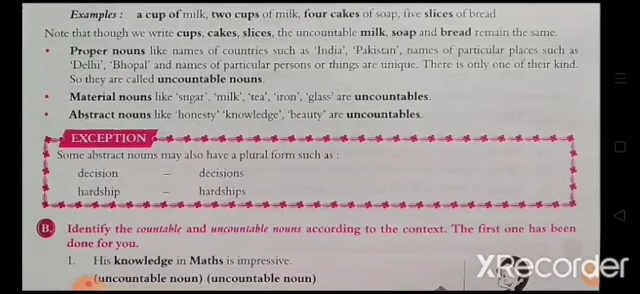 Examples : a cup of milk, two cups of milk, four cakes of soap, five slices of bread
Note that though we write cups, cakes, slices, the uncountable milk, soap and bread remain the same.
• Proper nouns like names of countries such as 'India', 'Pakistan', names of particular places such as
'Delhi', 'Bhopal' and names of particular persons or things are unique. There is only one of their kind.
So they are called uncountable nouns.
• Material nouns like 'sugar', 'milk', 'tea', 'iron', 'glass' are uncountables.
• Abstract nouns like 'honesty' 'knowledge', 'beauty' are uncountables.
EXCEPTION
Some abstract nouns may also have a plural form such as :
decision – decisions
hardship – hardships
B. Identify the countable and uncountable nouns according to the context. The first one has been
done for you.
1. His knowledge in Maths is impressive.
(uncountable noun) (uncountable noun)
XRecorder